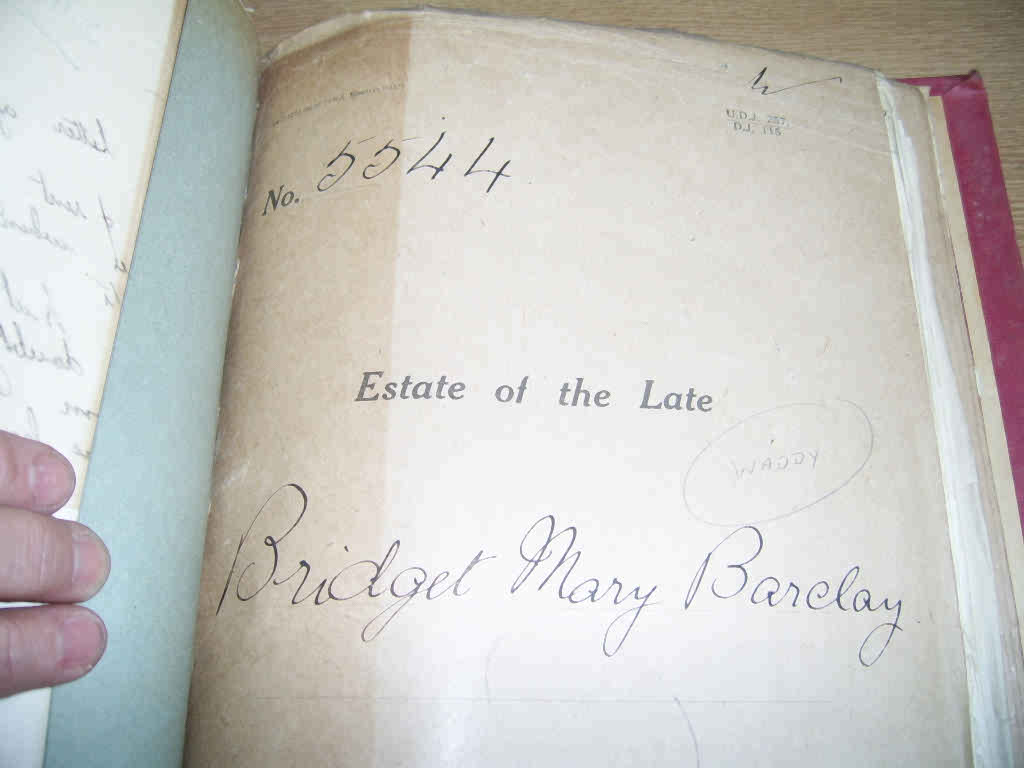 U.D.J. 257.
D.J. 115
No. 5544
Estate of the Late
WADDY
Bridget Mary Barclay